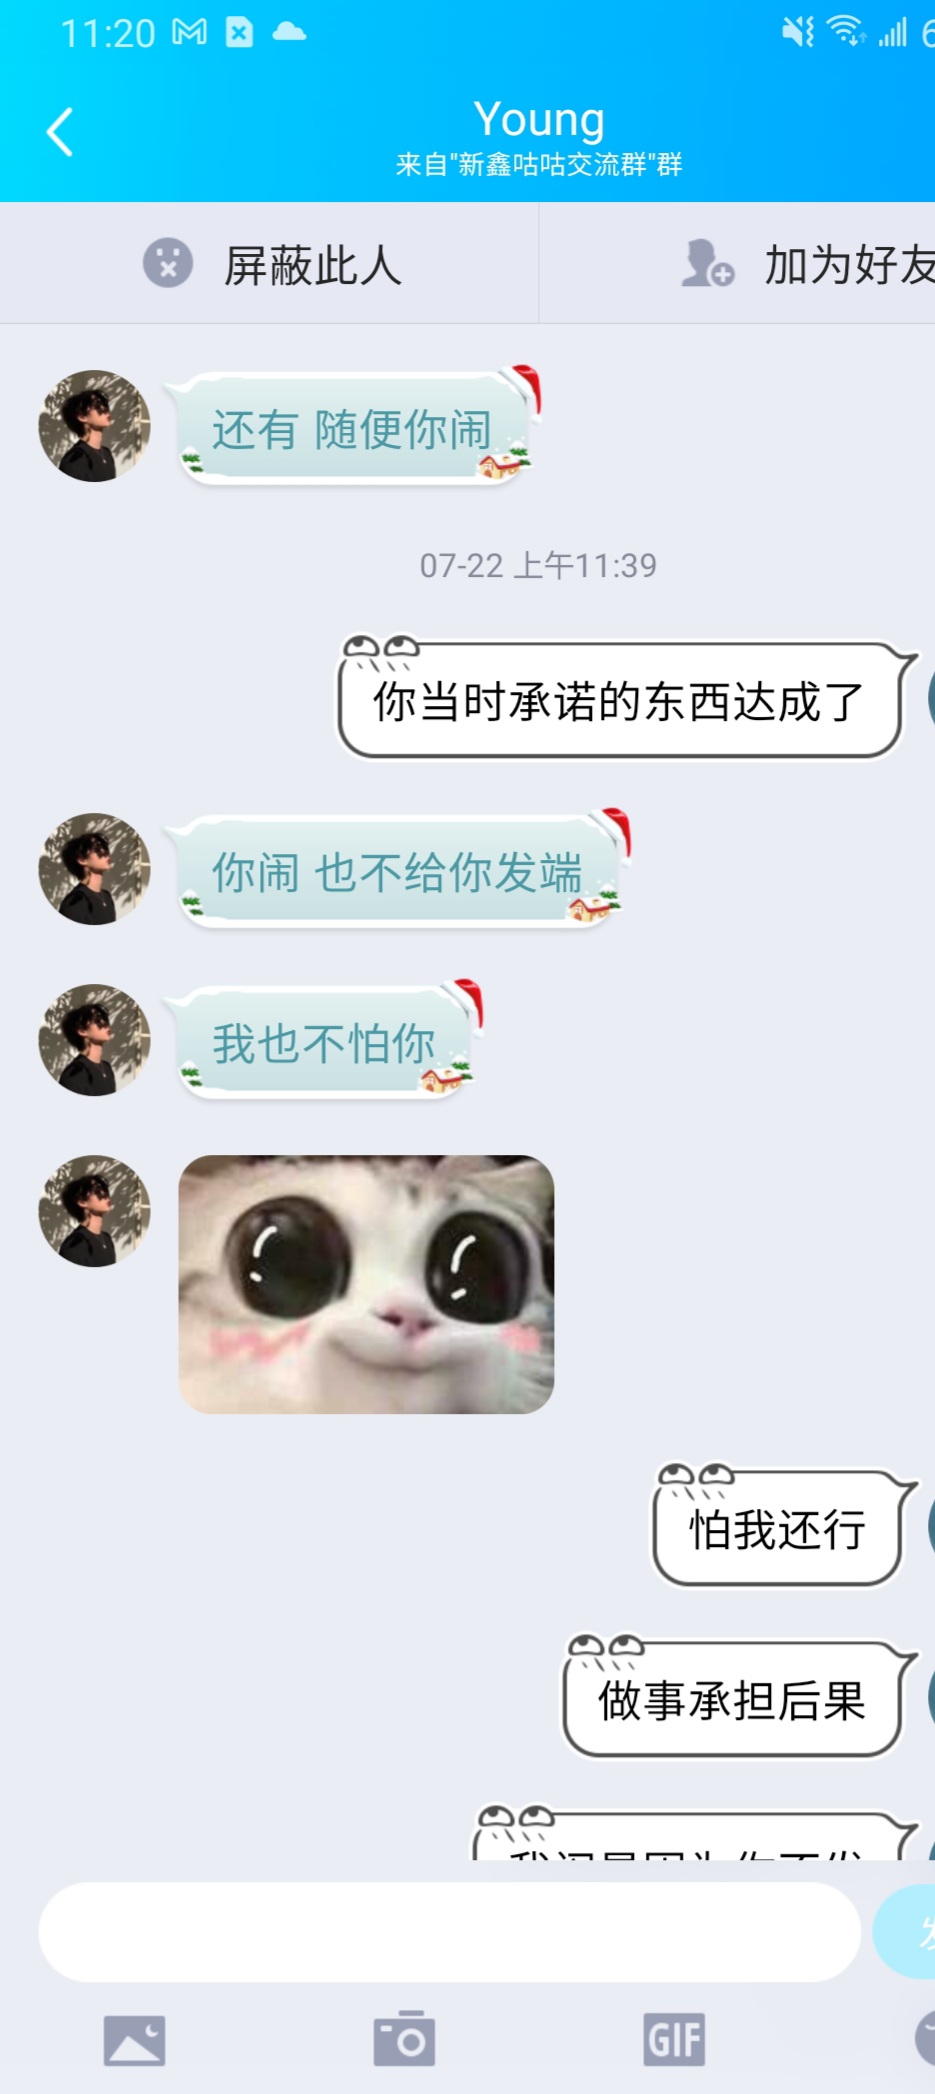 11:20
Young
来自"新鑫咕咕交流群"群
屏蔽此人
加为好友
还有 随便你闹
07-22 上午11:39
你当时承诺的东西达成了
你闹 也不给你发端
我也不怕你
怕我还行
做事承担后果
GIF